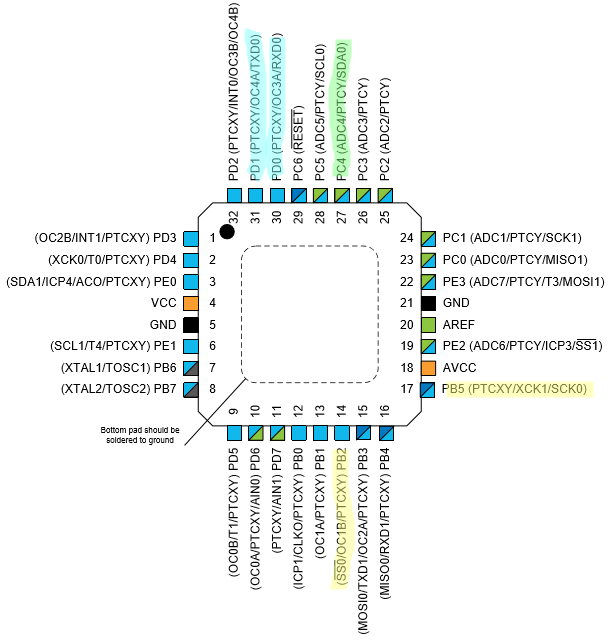 PD2 (PTCXY/INT0/OC3B/OC4B)
PD1 (PTCXY/OC4A/TXD0)
PD0 (PTCXY/OC3A/RXD0)
PC6 (RESET)
PC5 (ADC5/PTCY/SCL0)
PC4 (ADC4/PTCY/SDA0)
PC3 (ADC3/PTCY)
PC2 (ADC2/PTCY)
32 31 30 29 28 27 26 25
(OC2B/INT1/PTCXY) PD3 1
(XCK0/T0/PTCXY) PD4 2
(SDA1/ICP4/ACO/PTCXY) PE0 3
VCC 4
GND 5
(SCL1/T4/PTCXY) PE1 6
(XTAL1/TOSC1) PB6 7
(XTAL2/TOSC2) PB7 8
24 PC1 (ADC1/PTCY/SCK1)
23 PC0 (ADC0/PTCY/MISO1)
22 PE3 (ADC7/PTCY/T3/MOSI1)
21 GND
20 AREF
19 PE2 (ADC6/PTCY/ICP3/SS1)
18 AVCC
17 PB5 (PTCXY/XCK1/SCK0)
Bottom pad should be
soldered to ground
9 10 11 12 13 14 15 16
(OC0B/T1/PTCXY) PD5
(OC0A/PTCXY/AIN0) PD6
(PTCXY/AIN1) PD7
(ICP1/CLKO/PTCXY) PB0
(OC1A/PTCXY) PB1
(SS0/OC1B/PTCXY) PB2
(MOSI0/TXD1/OC2A/PTCXY) PB3
(MISO0/RXD1/PTCXY) PB4